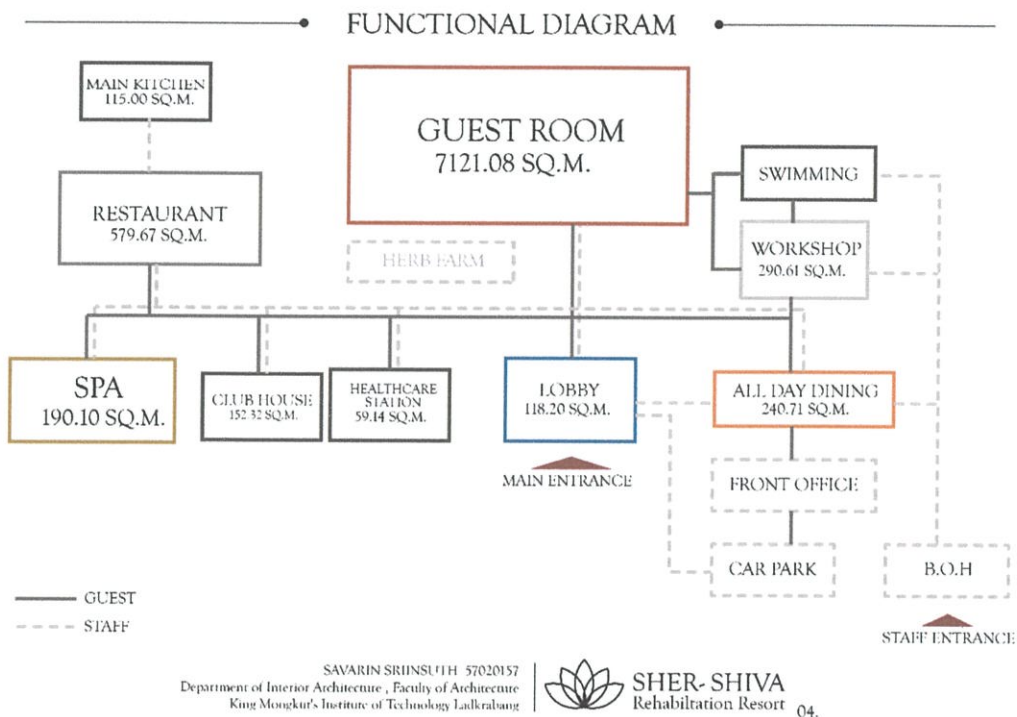 FUNCTIONAL DIAGRAM
MAIN KITCHEN
115.00 SQ.M.
GUEST ROOM
7121.08 SQ.M.
SWIMMING
RESTAURANT
579.67 SQ.M.
WORKSHOP
290.61 SQ.M.
HERB FARM
SPA
190.10 SQ.M.
CLUB HOUSE
152.32 SQ.M.
HEALTHCARE
STATION
59.14 SQ.M.
LOBBY
118.20 SQ.M.
ALL DAY DINING
240.71 SQ.M.
MAIN ENTRANCE
FRONT OFFICE
CAR PARK
B.O.H
GUEST
STAFF
STAFF ENTRANCE
SAVARIN SRIINSUTH 57020157
Department of Interior Architecture , Faculty of Architecture
King Mongkut's Institute of Technology Ladkrabang
SHER- SHIVA
Rehabiltation Resort
04.